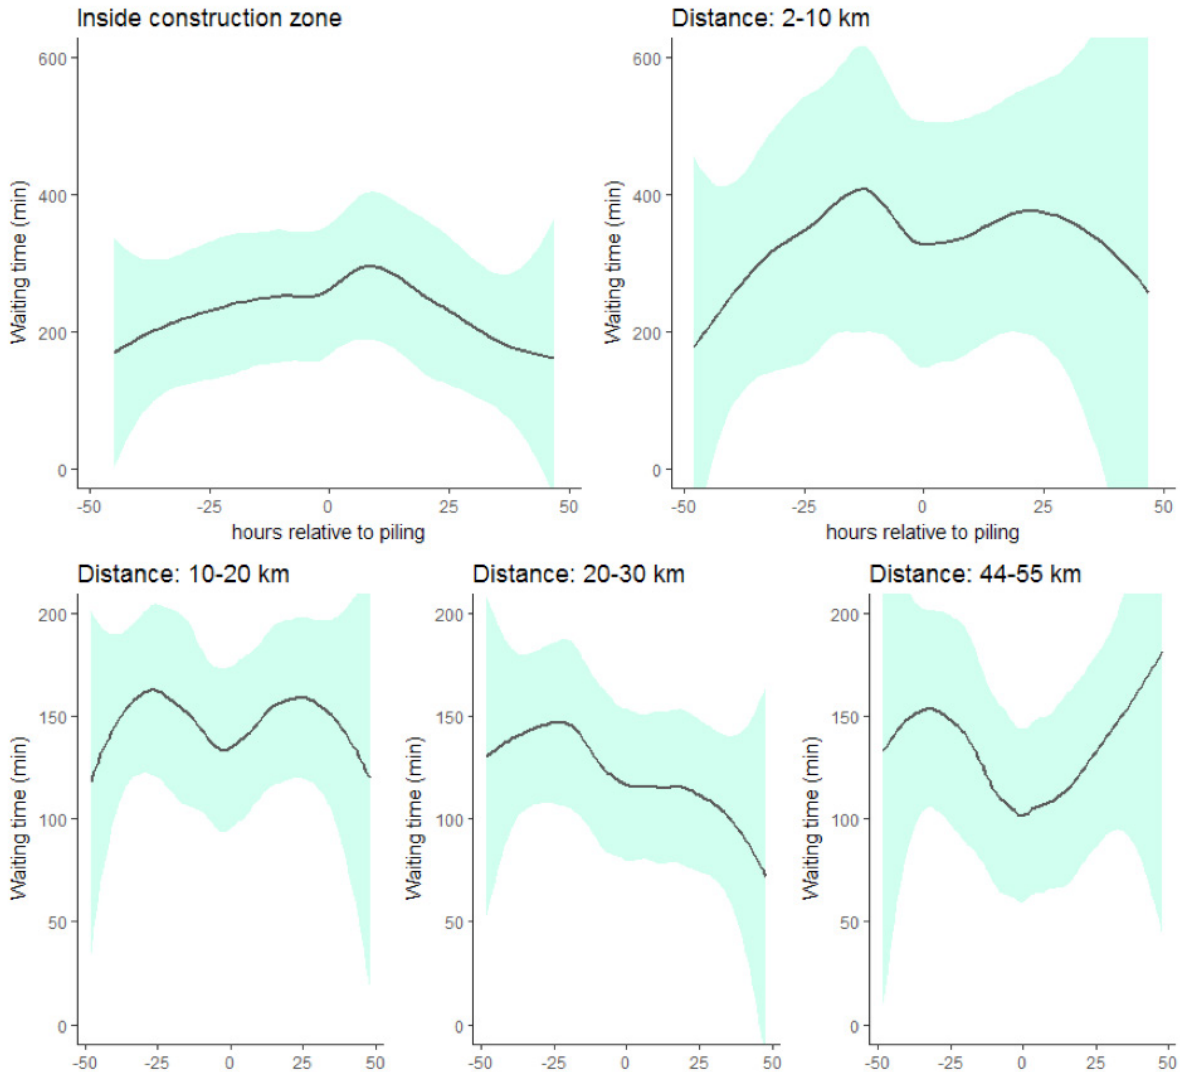 Inside construction zone
Distance: 2-10 km
600
400
200
0
Waiting time (min)
-50 -25 0 25 50
hours relative to piling
600
400
200
0
Waiting time (min)
-50 -25 0 25 50
hours relative to piling
Distance: 10-20 km
Distance: 20-30 km
Distance: 44-55 km
200
150
100
50
0
Waiting time (min)
-50 -25 0 25 50
200
150
100
50
0
Waiting time (min)
-50 -25 0 25 50
200
150
100
50
0
Waiting time (min)
-50 -25 0 25 50